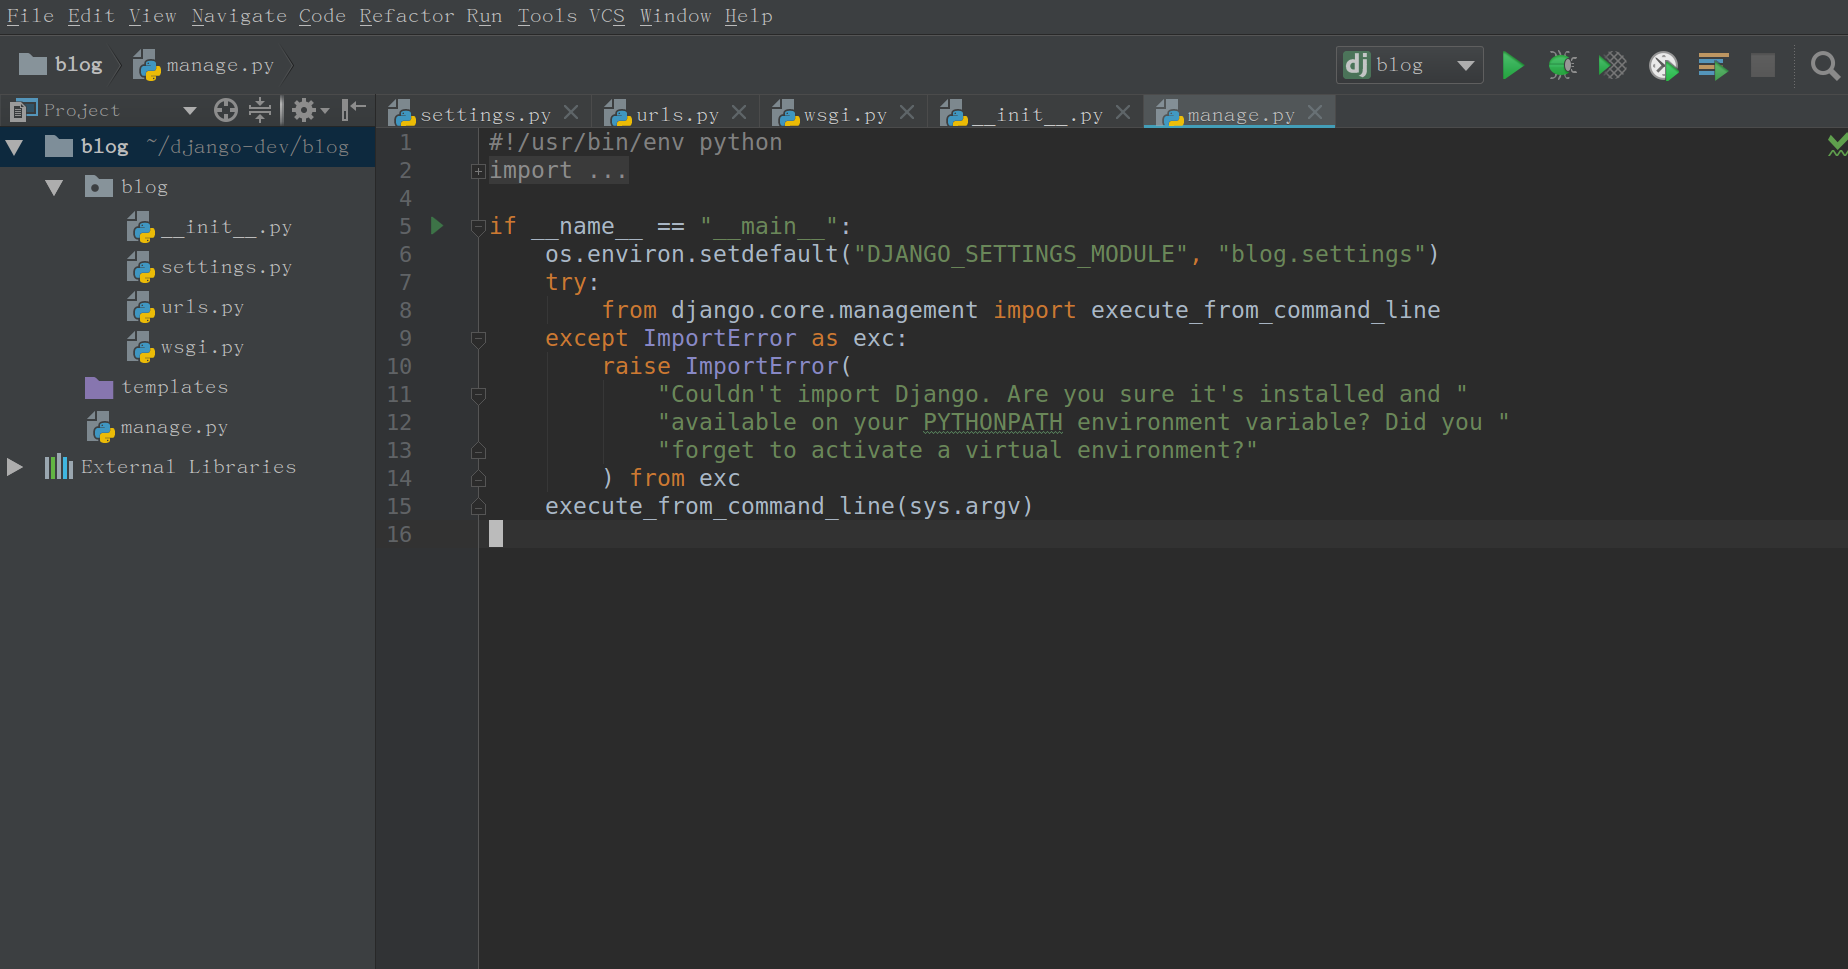 File Edit View Navigate Code Refactor Run Tools VCS Window Help
blog manage.py
dj blog
Project
settings.py urls.py wsgi.py __init__.py manage.py
blog ~/django-dev/blog
blog
__init__.py
settings.py
urls.py
wsgi.py
templates
manage.py
External Libraries
1 #!/usr/bin/env python
2 import ...
4
5 if __name__ == "__main__":
6 os.environ.setdefault("DJANGO_SETTINGS_MODULE", "blog.settings")
7 try:
8 from django.core.management import execute_from_command_line
9 except ImportError as exc:
10 raise ImportError(
11 "Couldn't import Django. Are you sure it's installed and "
12 "available on your PYTHONPATH environment variable? Did you "
13 "forget to activate a virtual environment?"
14 ) from exc
15 execute_from_command_line(sys.argv)
16